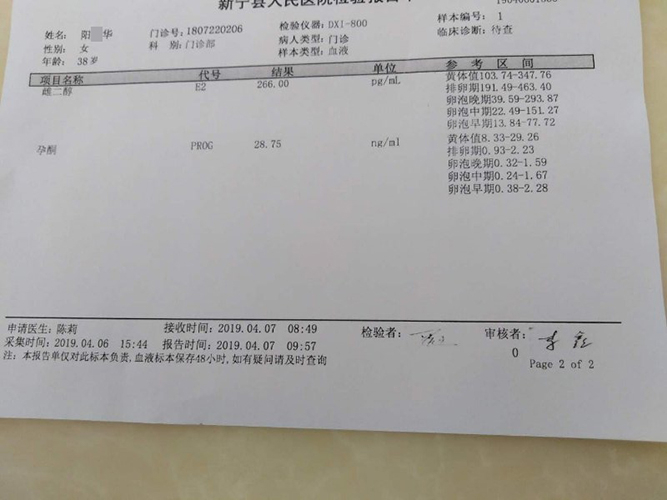 新宁县人民医院检验报告单
姓名: 阳 华 门诊号:1807220206 检验仪器:DXI-800 样本编号: 1
性别: 女 科 别:门诊部 病人类型:门诊 临床诊断:待查
年龄: 38岁 样本类型:血液
项目名称 代号 结果 单位 参考区间
雌二醇 E2 266.00 pg/mL 黄体值103.74-347.76
排卵期191.49-463.40
卵泡晚期39.59-293.87
卵泡中期22.49-151.27
卵泡早期13.84-77.72
孕酮 PROG 28.75 ng/ml 黄体值8.33-29.26
排卵期0.93-2.23
卵泡晚期0.32-1.59
卵泡中期0.24-1.67
卵泡早期0.38-2.28
申请医生:陈莉 接收时间:2019.04.07 08:49 检验者: 审核者:
采集时间:2019.04.06 15:44 报告时间:2019.04.07 09:57 0
注:本报告单仅对此标本负责,血液标本保存48小时,如有疑问请及时查询 Page 2 of 2